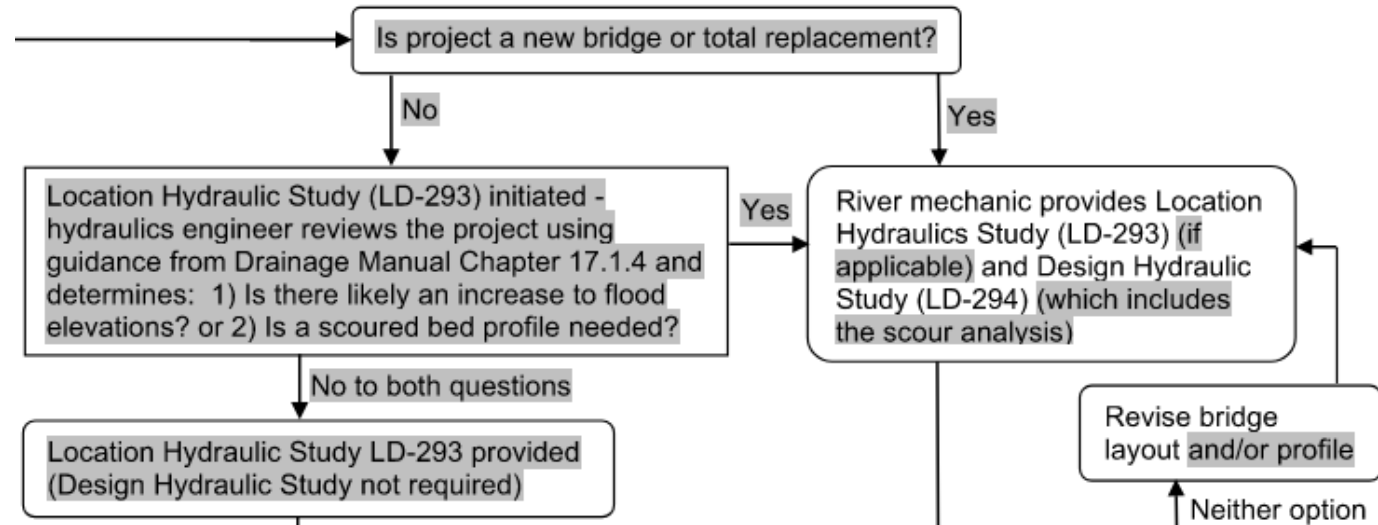 Is project a new bridge or total replacement?
No
Yes
Location Hydraulic Study (LD-293) initiated -
hydraulics engineer reviews the project using
guidance from Drainage Manual Chapter 17.1.4 and
determines: 1) Is there likely an increase to flood
elevations? or 2) Is a scoured bed profile needed?
Yes
River mechanic provides Location
Hydraulics Study (LD-293) (if
applicable) and Design Hydraulic
Study (LD-294) (which includes
the scour analysis)
No to both questions
Location Hydraulic Study LD-293 provided
(Design Hydraulic Study not required)
Revise bridge
layout and/or profile
Neither option